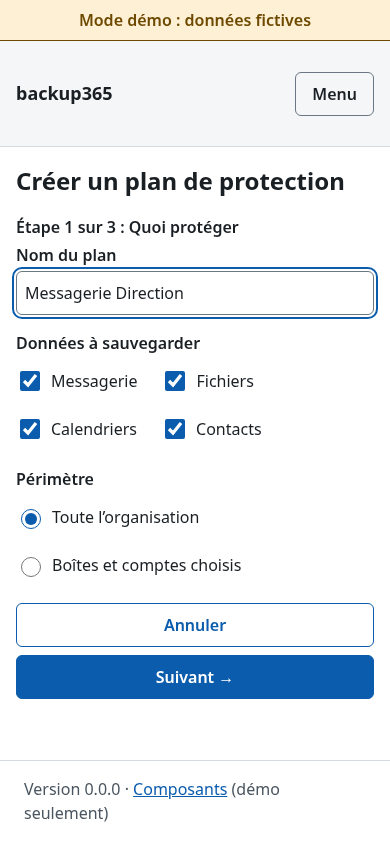 Mode démo : données fictives
backup365
Menu
Créer un plan de protection
Étape 1 sur 3 : Quoi protéger
Nom du plan
Messagerie Direction
Données à sauvegarder
Messagerie Fichiers
Calendriers Contacts
Périmètre
Toute l’organisation
Boîtes et comptes choisis
Annuler
Suivant →
Version 0.0.0 · Composants (démo
seulement)